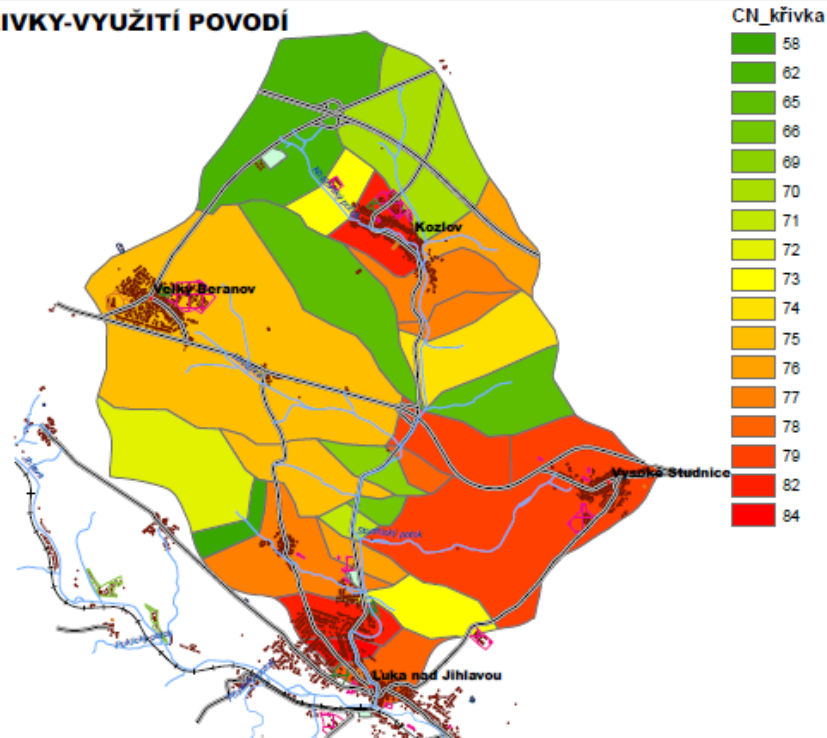 IVKY-VYUŽITÍ POVODÍ
CN_křivka
58
62
65
66
69
70
71
72
73
74
75
76
77
78
79
82
84
Kozlov
Velký Beranov
Vysoké Studnice
Luka nad Jihlavou